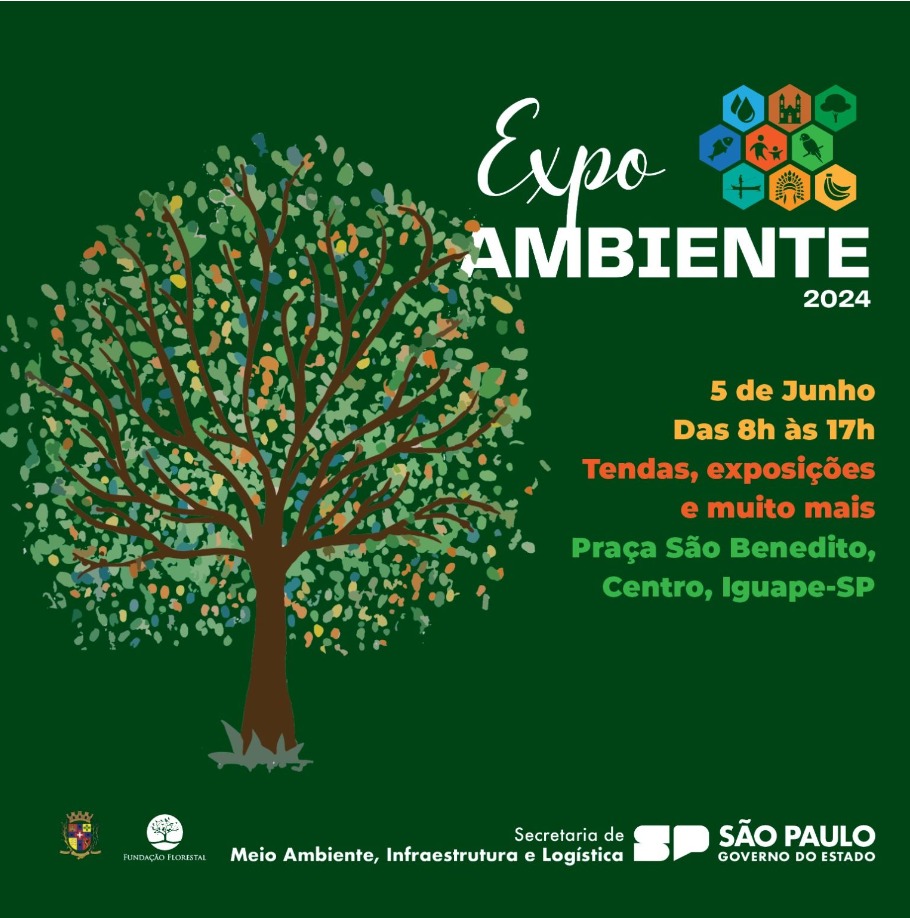 Expo
AMBIENTE
2024
5 de Junho
Das 8h às 17h
Tendas, exposições
e muito mais
Praça São Benedito,
Centro, Iguape-SP
FUNDAÇÃO FLORESTAL
Secretaria de
Meio Ambiente, Infraestrutura e Logística
SP
SÃO PAULO
GOVERNO DO ESTADO